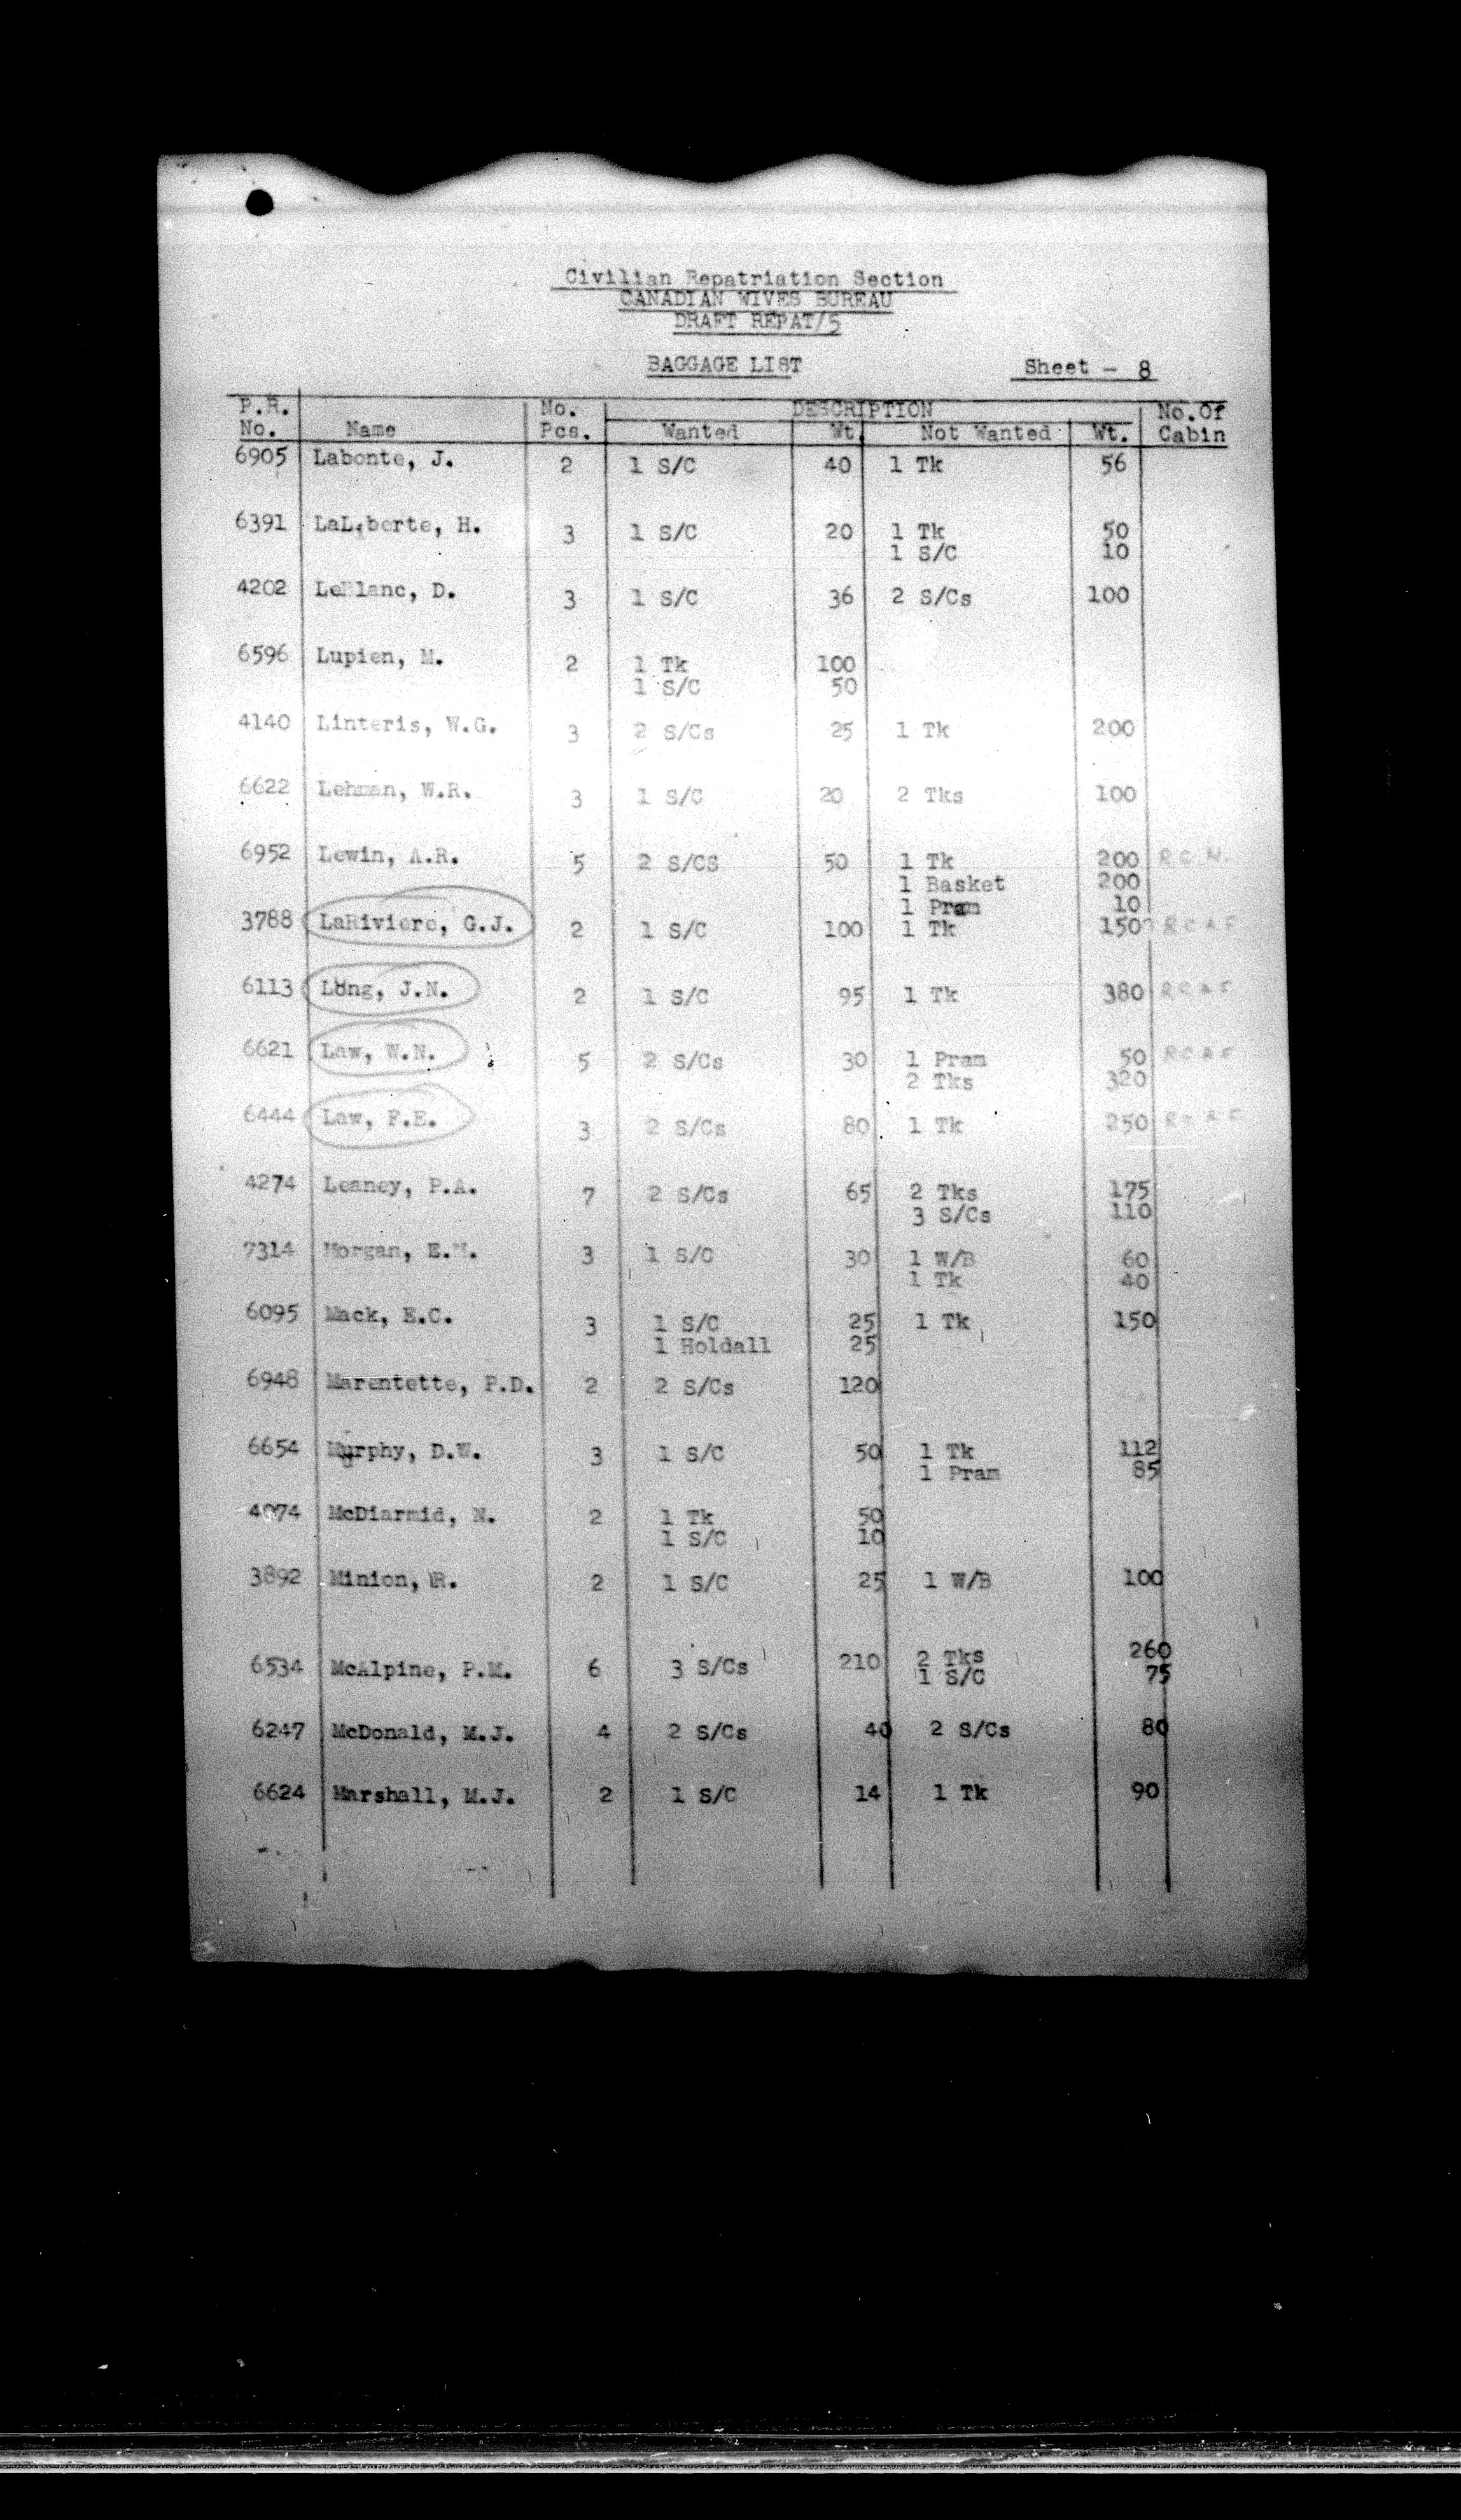 Civilian Repatriation Section
CANADIAN WIVES BUREAU
DRAFT REPAT/5
BAGGAGE LIST Sheet - 8
P.R. No. DESCRIPTION No.Of
No. Name Pcs. Wanted Wt. Not Wanted Wt. Cabin
6905 Labonte, J. 2 1 S/C 40 1 Tk 56
6391 LaLiberte, H. 3 1 S/C 20 1 Tk 50
1 S/C 10
4202 LeBlanc, D. 3 1 S/C 36 2 S/Cs 100
6596 Lupien, M. 2 1 Tk 100
1 S/C 50
4140 Linteris, W.G. 3 2 S/Cs 25 1 Tk 200
6622 Lehman, W.R. 3 1 S/C 20 2 Tks 100
6952 Lewin, A.R. 5 2 S/CS 50 1 Tk 200 R.C.N.
1 Basket 200
1 Pram 10
3788 LaRiviere, G.J. 2 1 S/C 100 1 Tk 150 RCAF
6113 Long, J.N. 2 1 S/C 95 1 Tk 380 RCAF
6621 Law, W.N. 5 2 S/Cs 30 1 Pram 50 RCAF
2 Tks 320
6444 Law, F.E. 3 2 S/Cs 80 1 Tk 250 RCAF
4274 Leaney, P.A. 7 2 S/Cs 65 2 Tks 175
3 S/Cs 110
7314 Morgan, E.M. 3 1 S/C 30 1 W/B 60
1 Tk 40
6095 Mack, E.C. 3 1 S/C 25 1 Tk 150
1 Holdall 25
6948 Marentette, P.D. 2 2 S/Cs 120
6654 Murphy, D.W. 3 1 S/C 50 1 Tk 112
1 Pram 85
4074 McDiarmid, N. 2 1 Tk 50
1 S/C 10
3892 Minion, R. 2 1 S/C 25 1 W/B 100
6534 McAlpine, P.M. 6 3 S/Cs 210 2 Tks 260
1 S/C 75
6247 McDonald, M.J. 4 2 S/Cs 40 2 S/Cs 80
6624 Marshall, M.J. 2 1 S/C 14 1 Tk 90